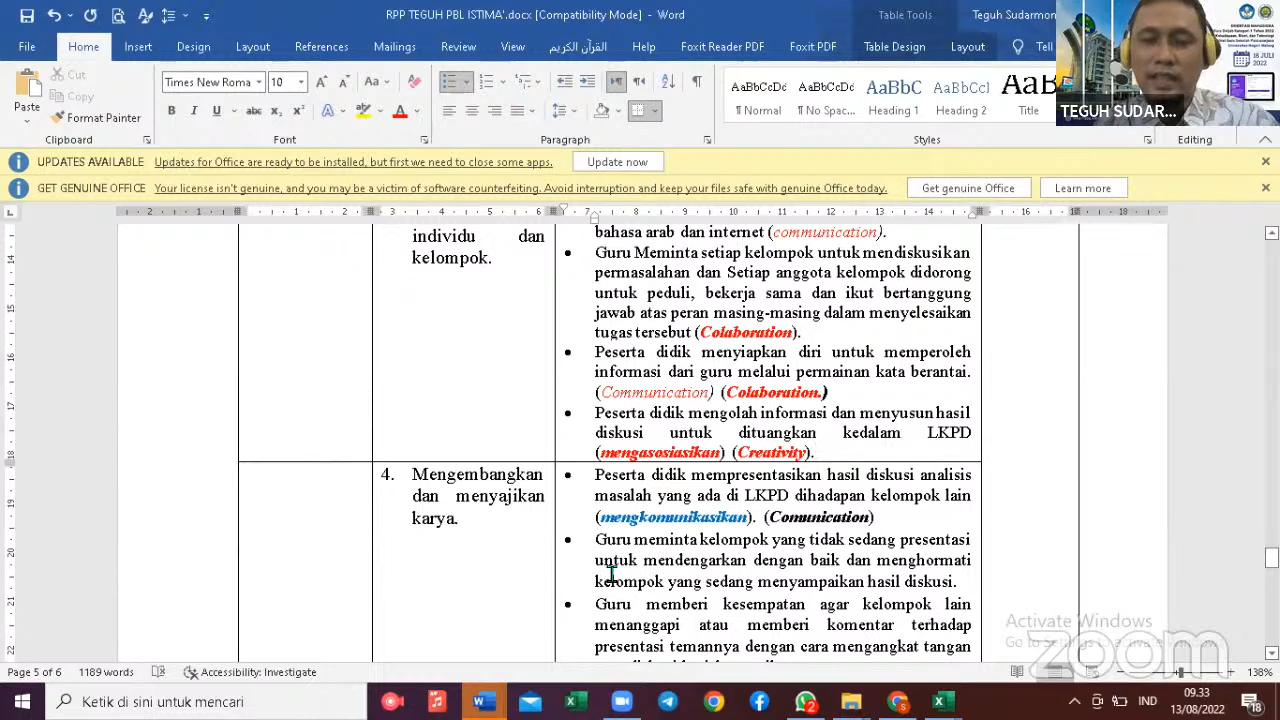 RPP TEGUH PBL ISTIMA'.docx [Compatibility Mode] - Word
Table Tools
Teguh Sudarmon
File Home Insert Design Layout References Mailings Review View القرآن الكريم Foxit Reader PDF Foxit PDF Design Layout Tell
Cut
Copy
Format Painter
Paste
Times New Roma 10
AaBbCcDc AaBbCcDc AaBbC AaBbCc
¶ Normal ¶ No Spac... Heading 1 Heading 2 Title
Clipboard Font Paragraph Styles Editing
18 JULI
2022
TEGUH SUDAR...
UPDATES AVAILABLE Updates for Office are ready to be installed, but first we need to close some apps. Update now
GET GENUINE OFFICE Your license isn't genuine, and you may be a victim of software counterfeiting. Avoid interruption and keep your files safe with genuine Office today. Get genuine Office Learn more
individu dan
kelompok.
bahasa arab dan internet (communication).
Guru Meminta setiap kelompok untuk mendiskusikan
permasalahan dan Setiap anggota kelompok didorong
untuk peduli, bekerja sama dan ikut bertanggung
jawab atas peran masing-masing dalam menyelesaikan
tugas tersebut (Colaboration).
Peserta didik menyiapkan diri untuk memperoleh
informasi dari guru melalui permainan kata berantai.
(Communication) (Colaboration.)
Peserta didik mengolah informasi dan menyusun hasil
diskusi untuk dituangkan kedalam LKPD
(mengasosiasikan) (Creativity).
4. Mengembangkan
dan menyajikan
karya.
Peserta didik mempresentasikan hasil diskusi analisis
masalah yang ada di LKPD dihadapan kelompok lain
(mengkomunikasikan). (Comunication)
Guru meminta kelompok yang tidak sedang presentasi
untuk mendengarkan dengan baik dan menghormati
kelompok yang sedang menyampaikan hasil diskusi.
Guru memberi kesempatan agar kelompok lain
menanggapi atau memberi komentar terhadap
presentasi temannya dengan cara mengangkat tangan
Activate Windows
Go to Settings to activate Windows.
zoom
Page 5 of 6 1189 words Accessibility: Investigate 138%
Ketik di sini untuk mencari
IND
09.33
13/08/2022
18